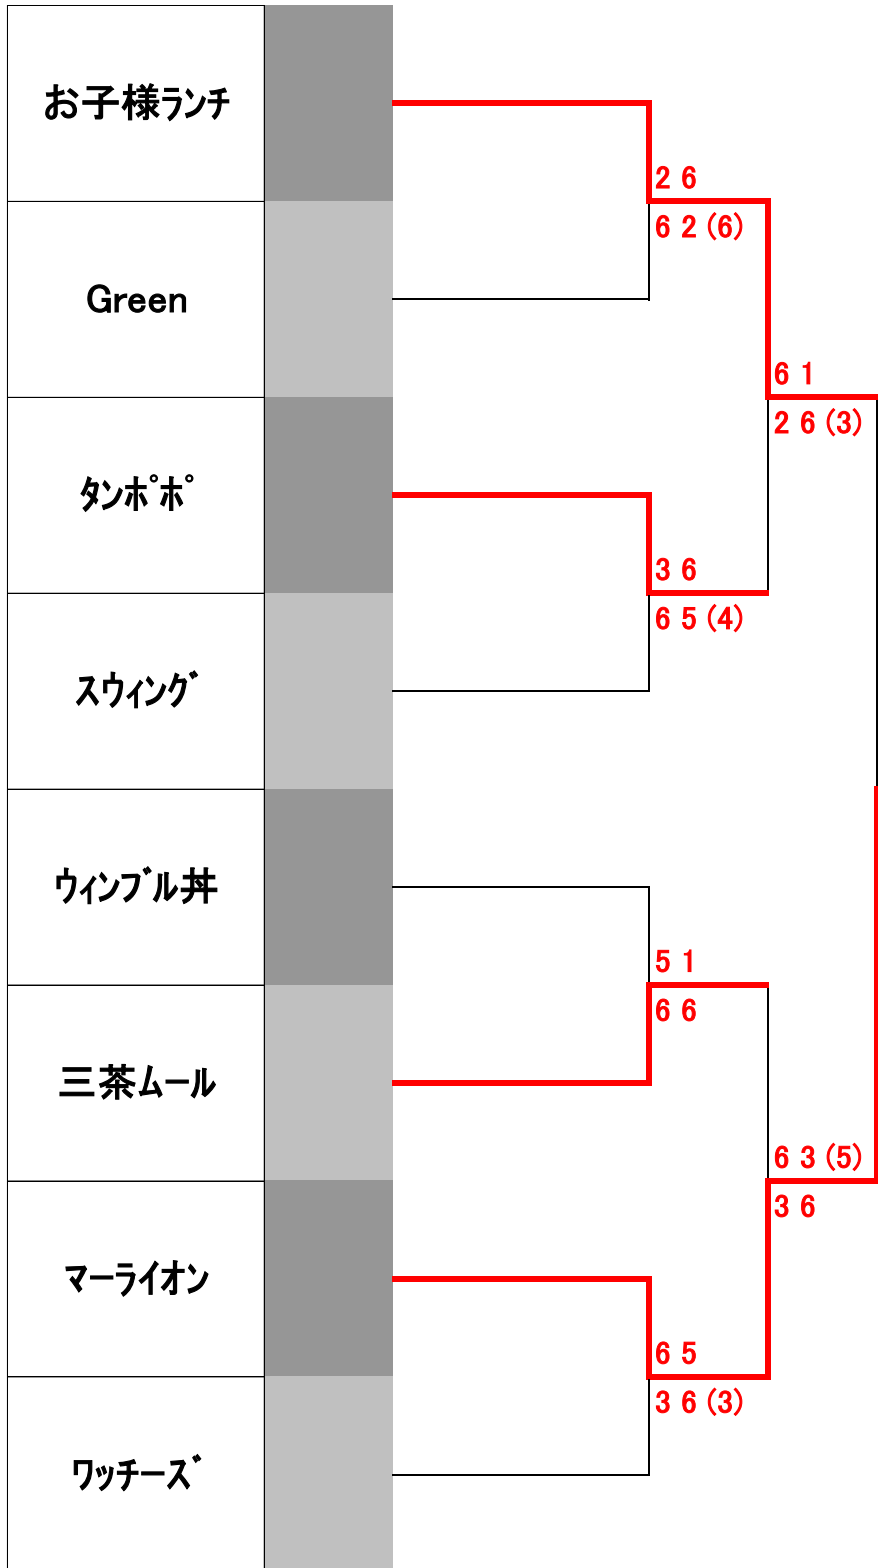 お子様ランチ
2 6
6 2 (6)
Green
6 1
2 6 (3)
タンポポ
3 6
6 5 (4)
スウィング
ウィンブル丼
5 1
6 6
三茶ムール
6 3 (5)
3 6
マーライオン
6 5
3 6 (3)
ワッチーズ